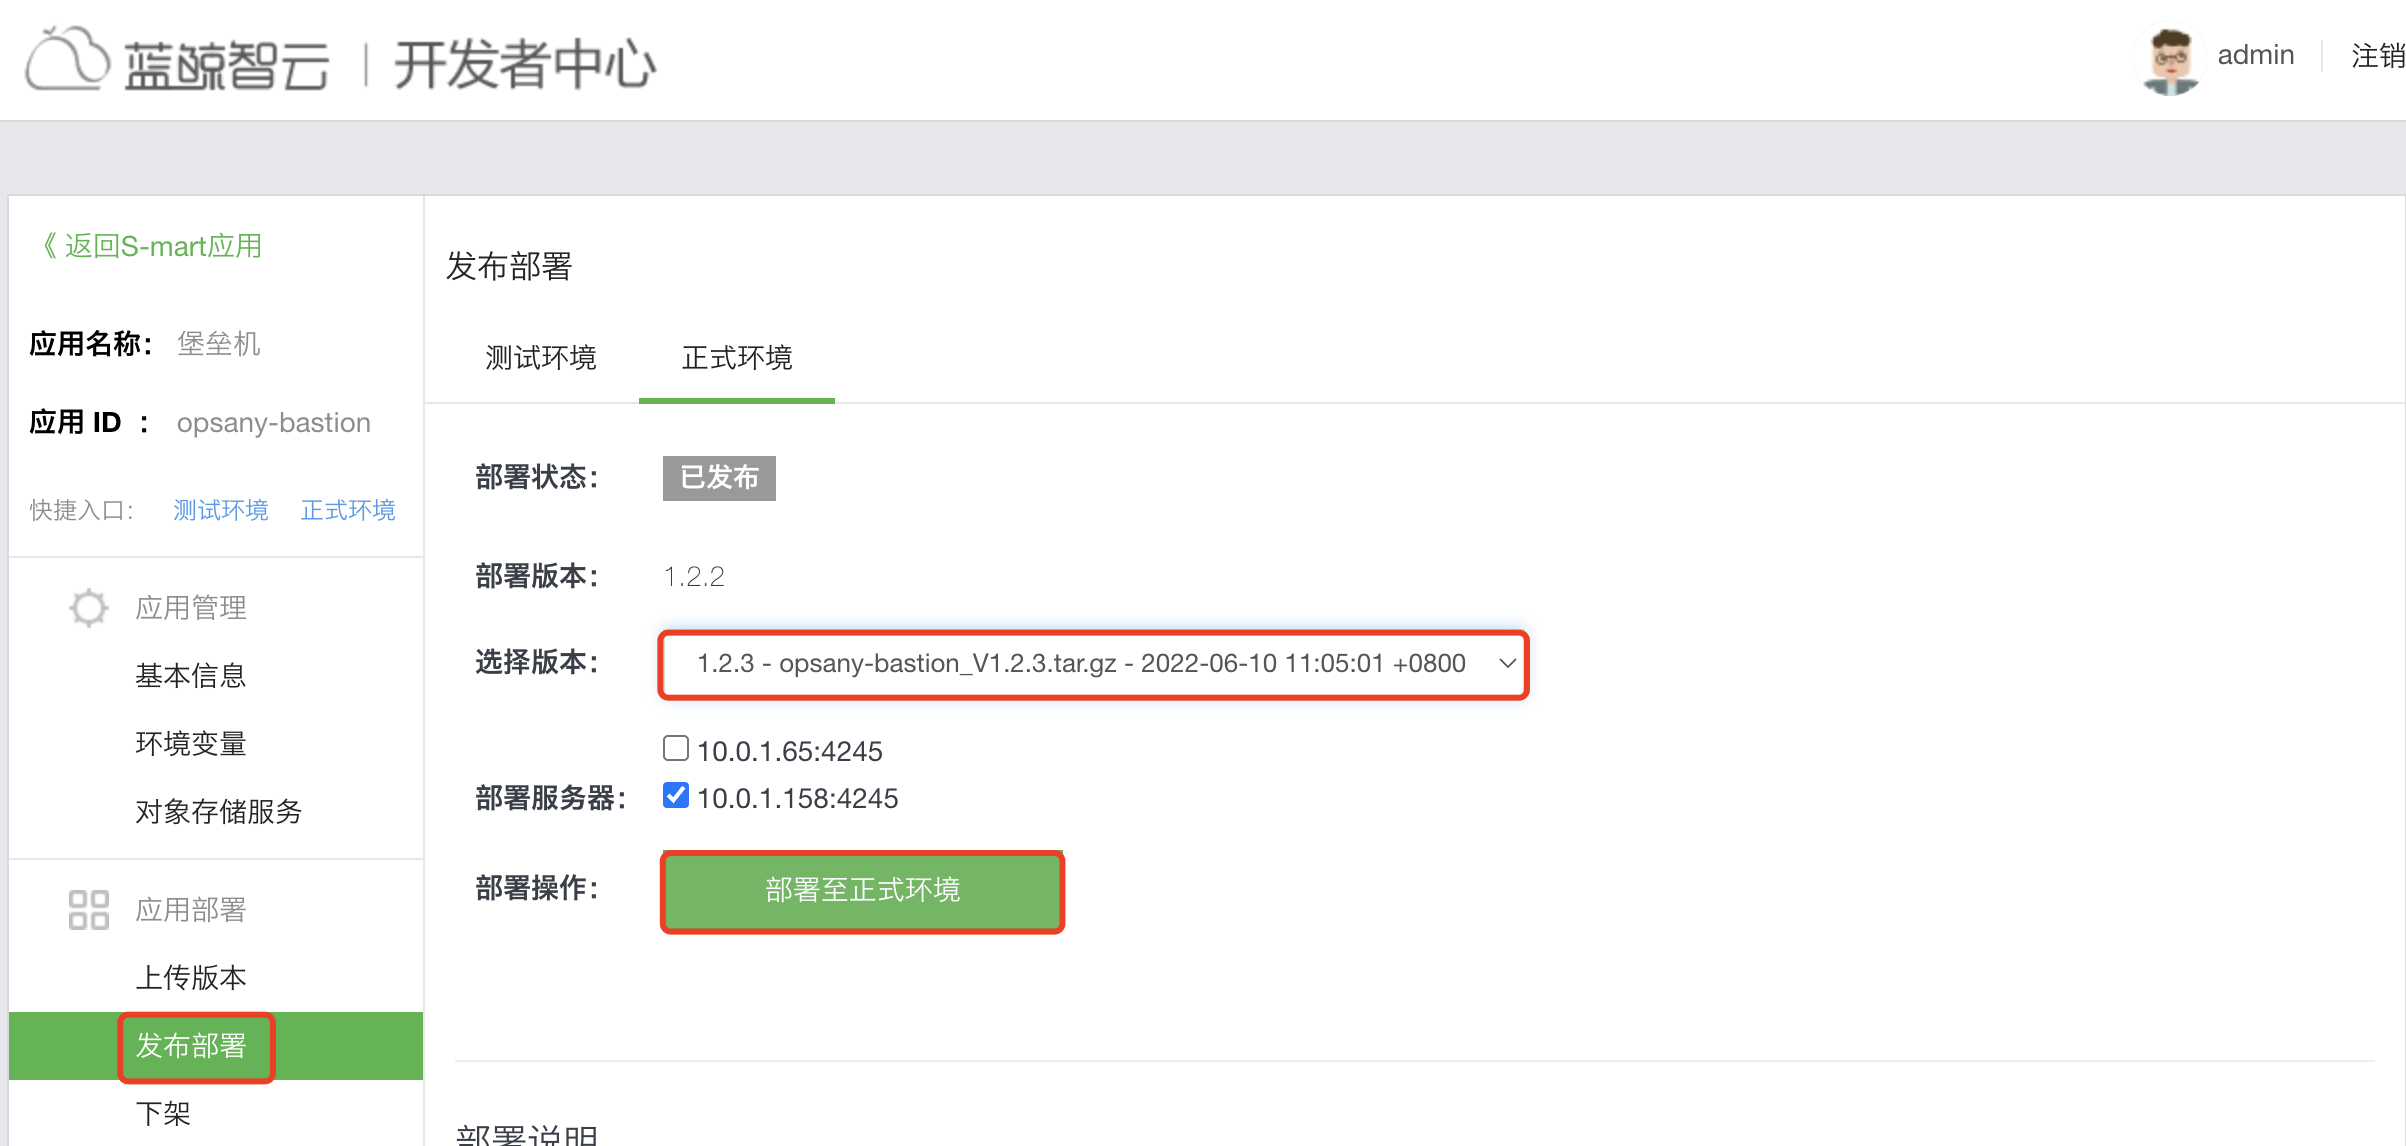 蓝鲸智云 | 开发者中心
admin
注销
《 返回S-mart应用
应用名称： 堡垒机
应用 ID ： opsany-bastion
快捷入口： 测试环境 正式环境
应用管理
基本信息
环境变量
对象存储服务
应用部署
上传版本
发布部署
下架
发布部署
测试环境 正式环境
部署状态： 已发布
部署版本： 1.2.2
选择版本： 1.2.3 - opsany-bastion_V1.2.3.tar.gz - 2022-06-10 11:05:01 +0800
10.0.1.65:4245
部署服务器： 10.0.1.158:4245
部署操作： 部署至正式环境
部署说明